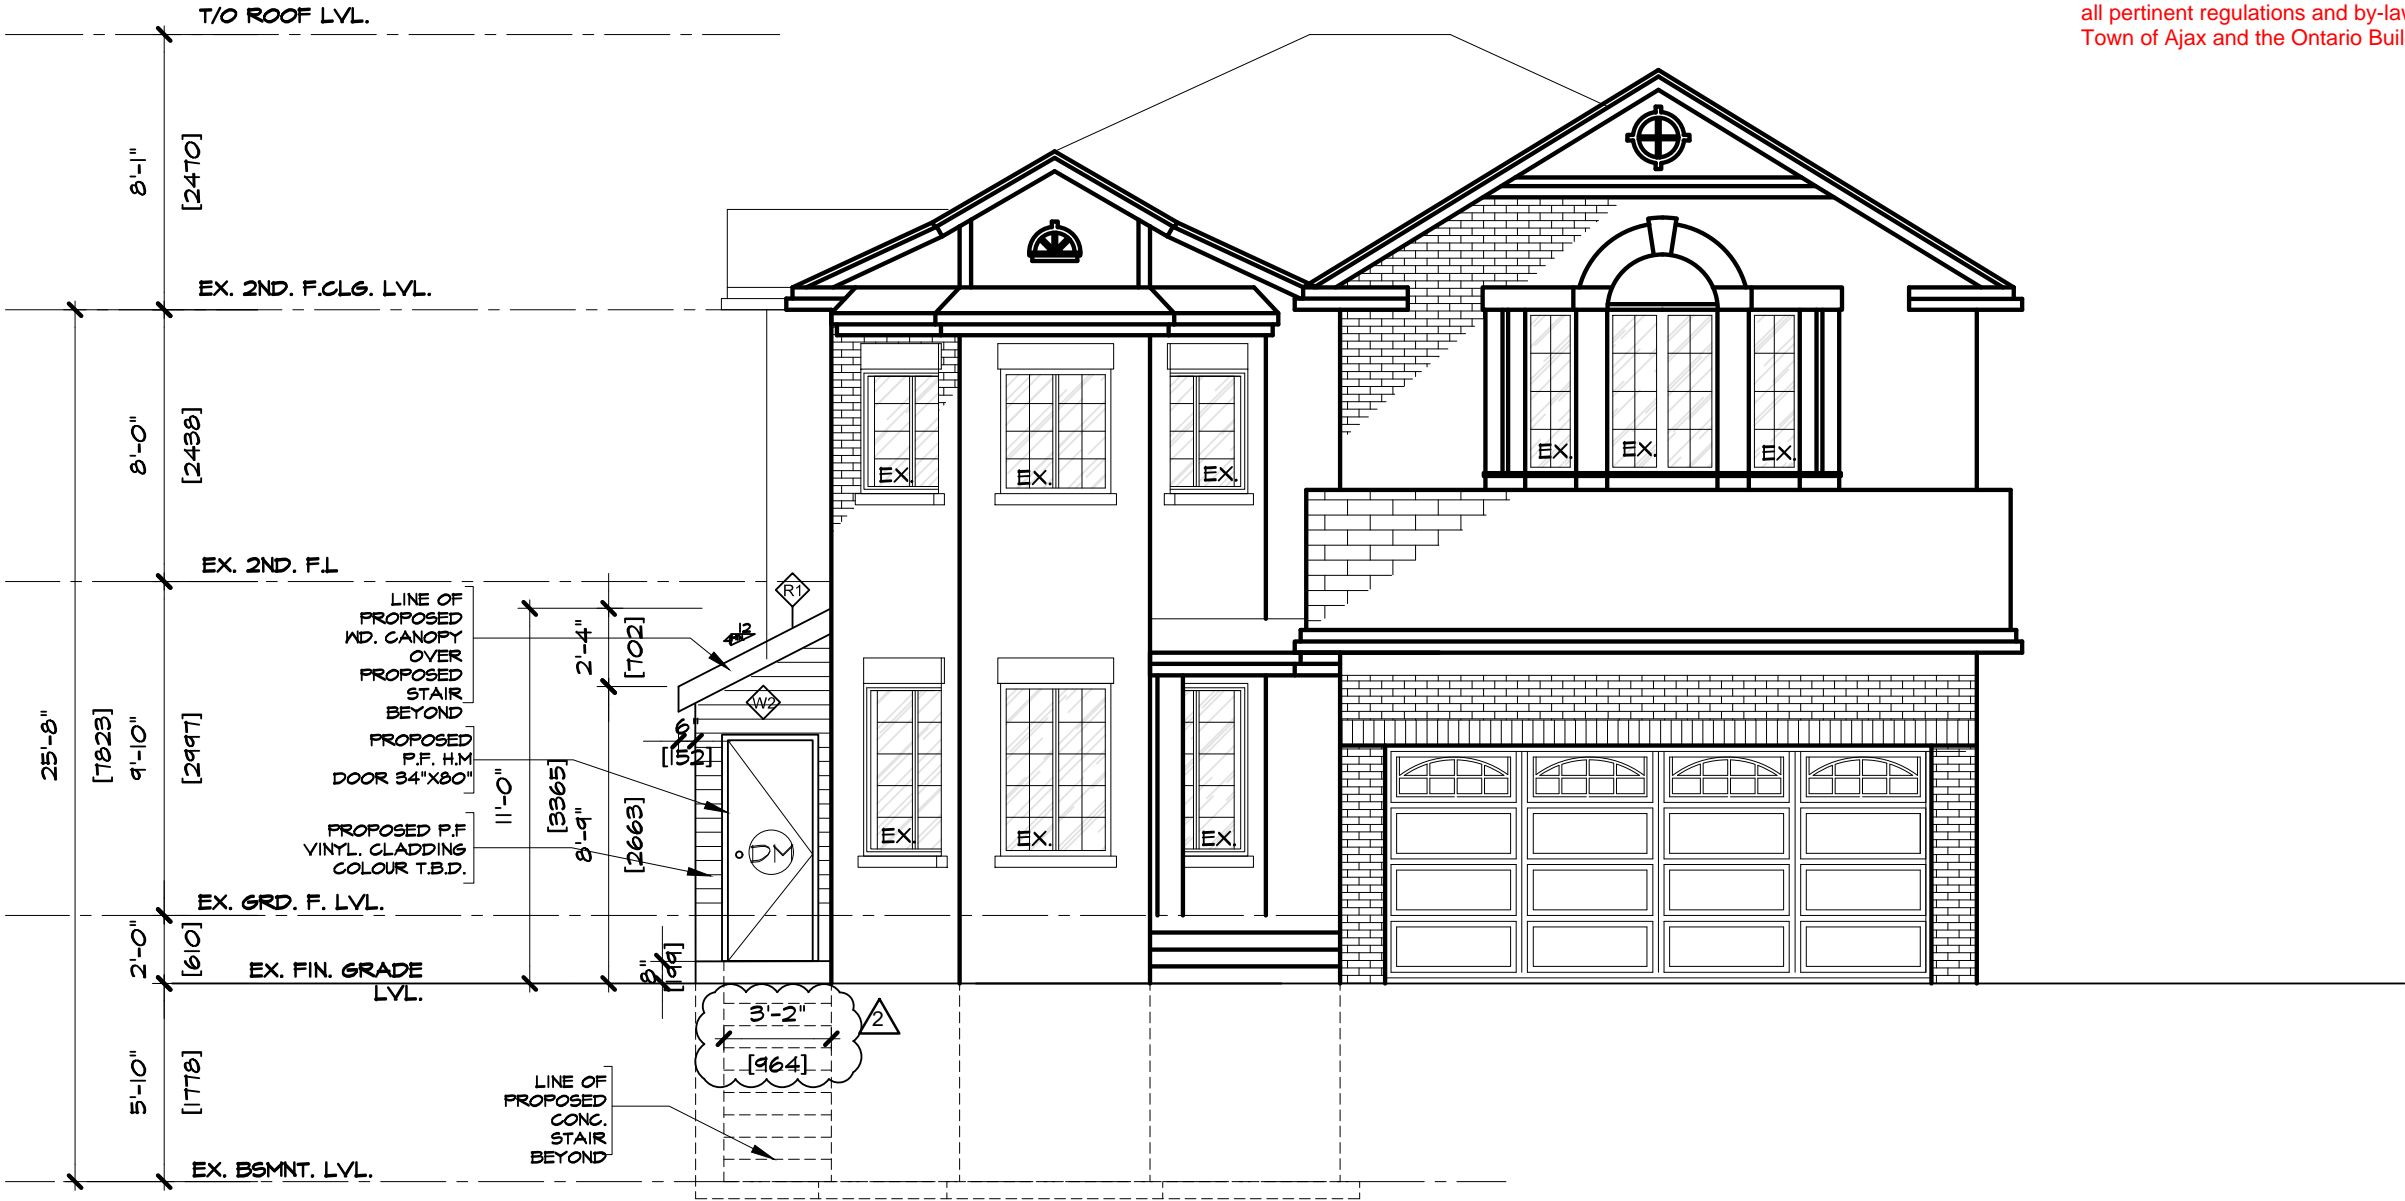 T/O ROOF LVL.
all pertinent regulations and by-law
Town of Ajax and the Ontario Buil
8'-1"
[2470]
EX. 2ND. F.CLG. LVL.
8'-0"
[2438]
EX. EX. EX. EX. EX. EX.
EX. 2ND. F.L
R1
LINE OF
PROPOSED
WD. CANOPY
OVER
PROPOSED
STAIR
BEYOND
12
2'-4"
[702]
W2
6"
[152]
25'-8"
[7823]
9'-10"
[2997]
PROPOSED
P.F. H.M
DOOR 34"X80"
11'-0"
[3365]
8'-9"
[2663]
PROPOSED P.F
VINYL. CLADDING
COLOUR T.B.D.
DM
EX. EX. EX.
EX. GRD. F. LVL.
2'-0"
[610]
8"
[199]
EX. FIN. GRADE
LVL.
3'-2"
[964]
2
5'-10"
[1778]
LINE OF
PROPOSED
CONC.
STAIR
BEYOND
EX. BSMNT. LVL.